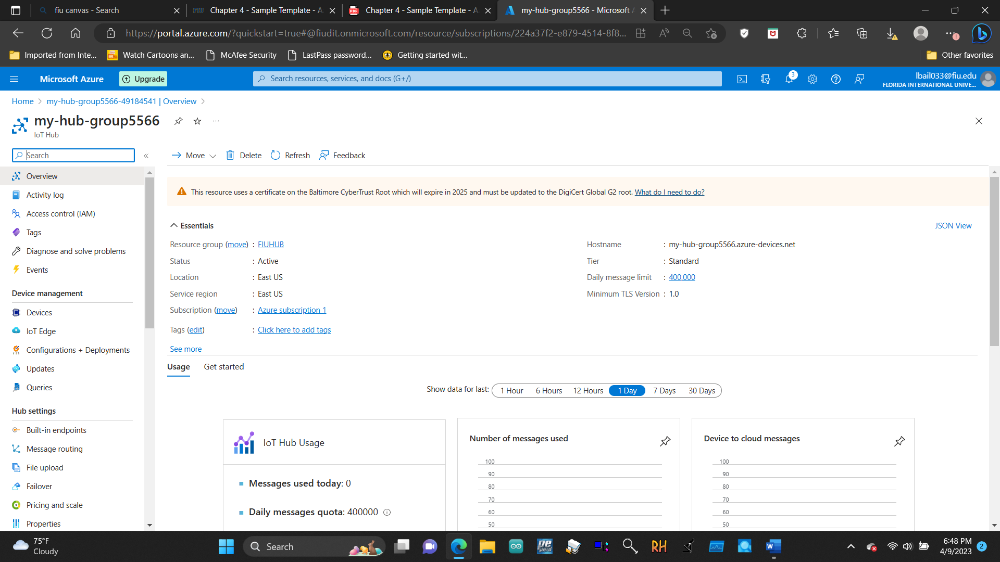 fiu canvas - Search
Chapter 4 - Sample Template - A
Chapter 4 - Sample Template - A
my-hub-group5566 - Microsoft A
https://portal.azure.com/?quickstart=true#@fiudit.onmicrosoft.com/resource/subscriptions/224a37f2-e879-4514-8f8...
Imported from Inte...
Watch Cartoons an...
McAfee Security
LastPass password...
Getting started wit...
Other favorites
Microsoft Azure
Upgrade
Search resources, services, and docs (G+/)
3
lbail033@fiu.edu
FLORIDA INTERNATIONAL UNIVE...
Home > my-hub-group5566-49184541 | Overview >
my-hub-group5566
IoT Hub
Search
Move
Delete
Refresh
Feedback
Overview
Activity log
Access control (IAM)
Tags
Diagnose and solve problems
Events
Device management
Devices
IoT Edge
Configurations + Deployments
Updates
Queries
Hub settings
Built-in endpoints
Message routing
File upload
Failover
Pricing and scale
Properties
This resource uses a certificate on the Baltimore CyberTrust Root which will expire in 2025 and must be updated to the DigiCert Global G2 root. What do I need to do?
Essentials
JSON View
Resource group (move) : FIUHUB
Status : Active
Location : East US
Service region : East US
Subscription (move) : Azure subscription 1
Tags (edit) : Click here to add tags
See more
Hostname : my-hub-group5566.azure-devices.net
Tier : Standard
Daily message limit : 400,000
Minimum TLS Version : 1.0
Usage
Get started
Show data for last:
1 Hour
6 Hours
12 Hours
1 Day
7 Days
30 Days
IoT Hub Usage
Messages used today: 0
Daily messages quota: 400000
Number of messages used
100
90
80
70
60
50
Device to cloud messages
100
90
80
70
60
50
75°F
Cloudy
Search
RH
6:48 PM
4/9/2023
2